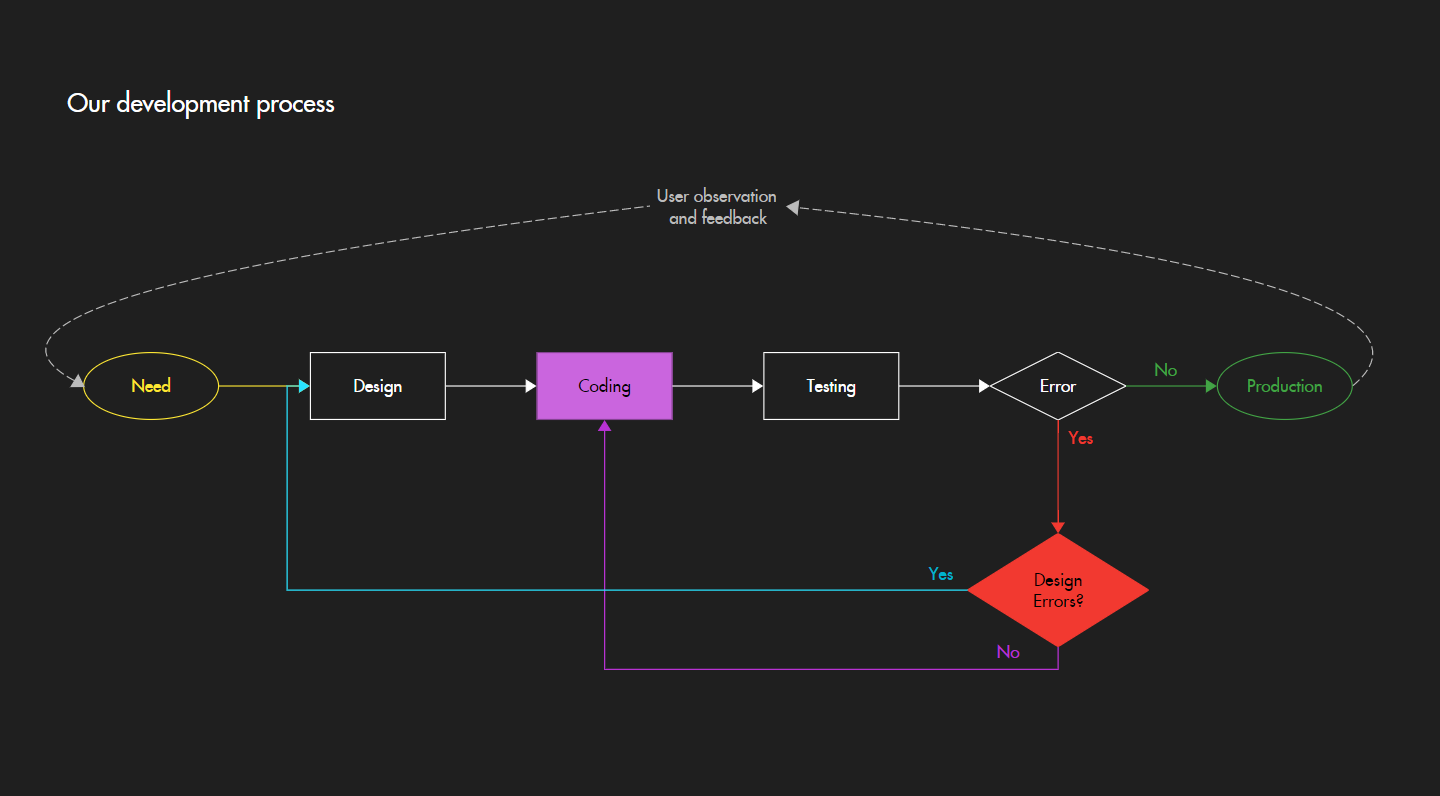 Our development process
User observation
and feedback
Need
Design
Coding
Testing
Error
No
Production
Yes
Yes
Design
Errors?
No